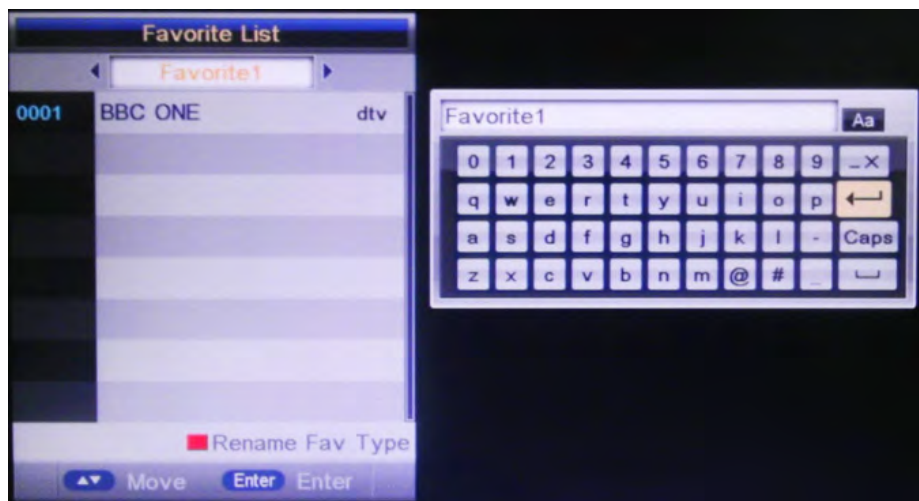 Favorite List
Favorite1
0001 BBC ONE dtv
Rename Fav Type
Move Enter Enter
Favorite1
Aa
0 1 2 3 4 5 6 7 8 9 _X
q w e r t y u i o p
a s d f g h j k l - Caps
z x c v b n m @ # _